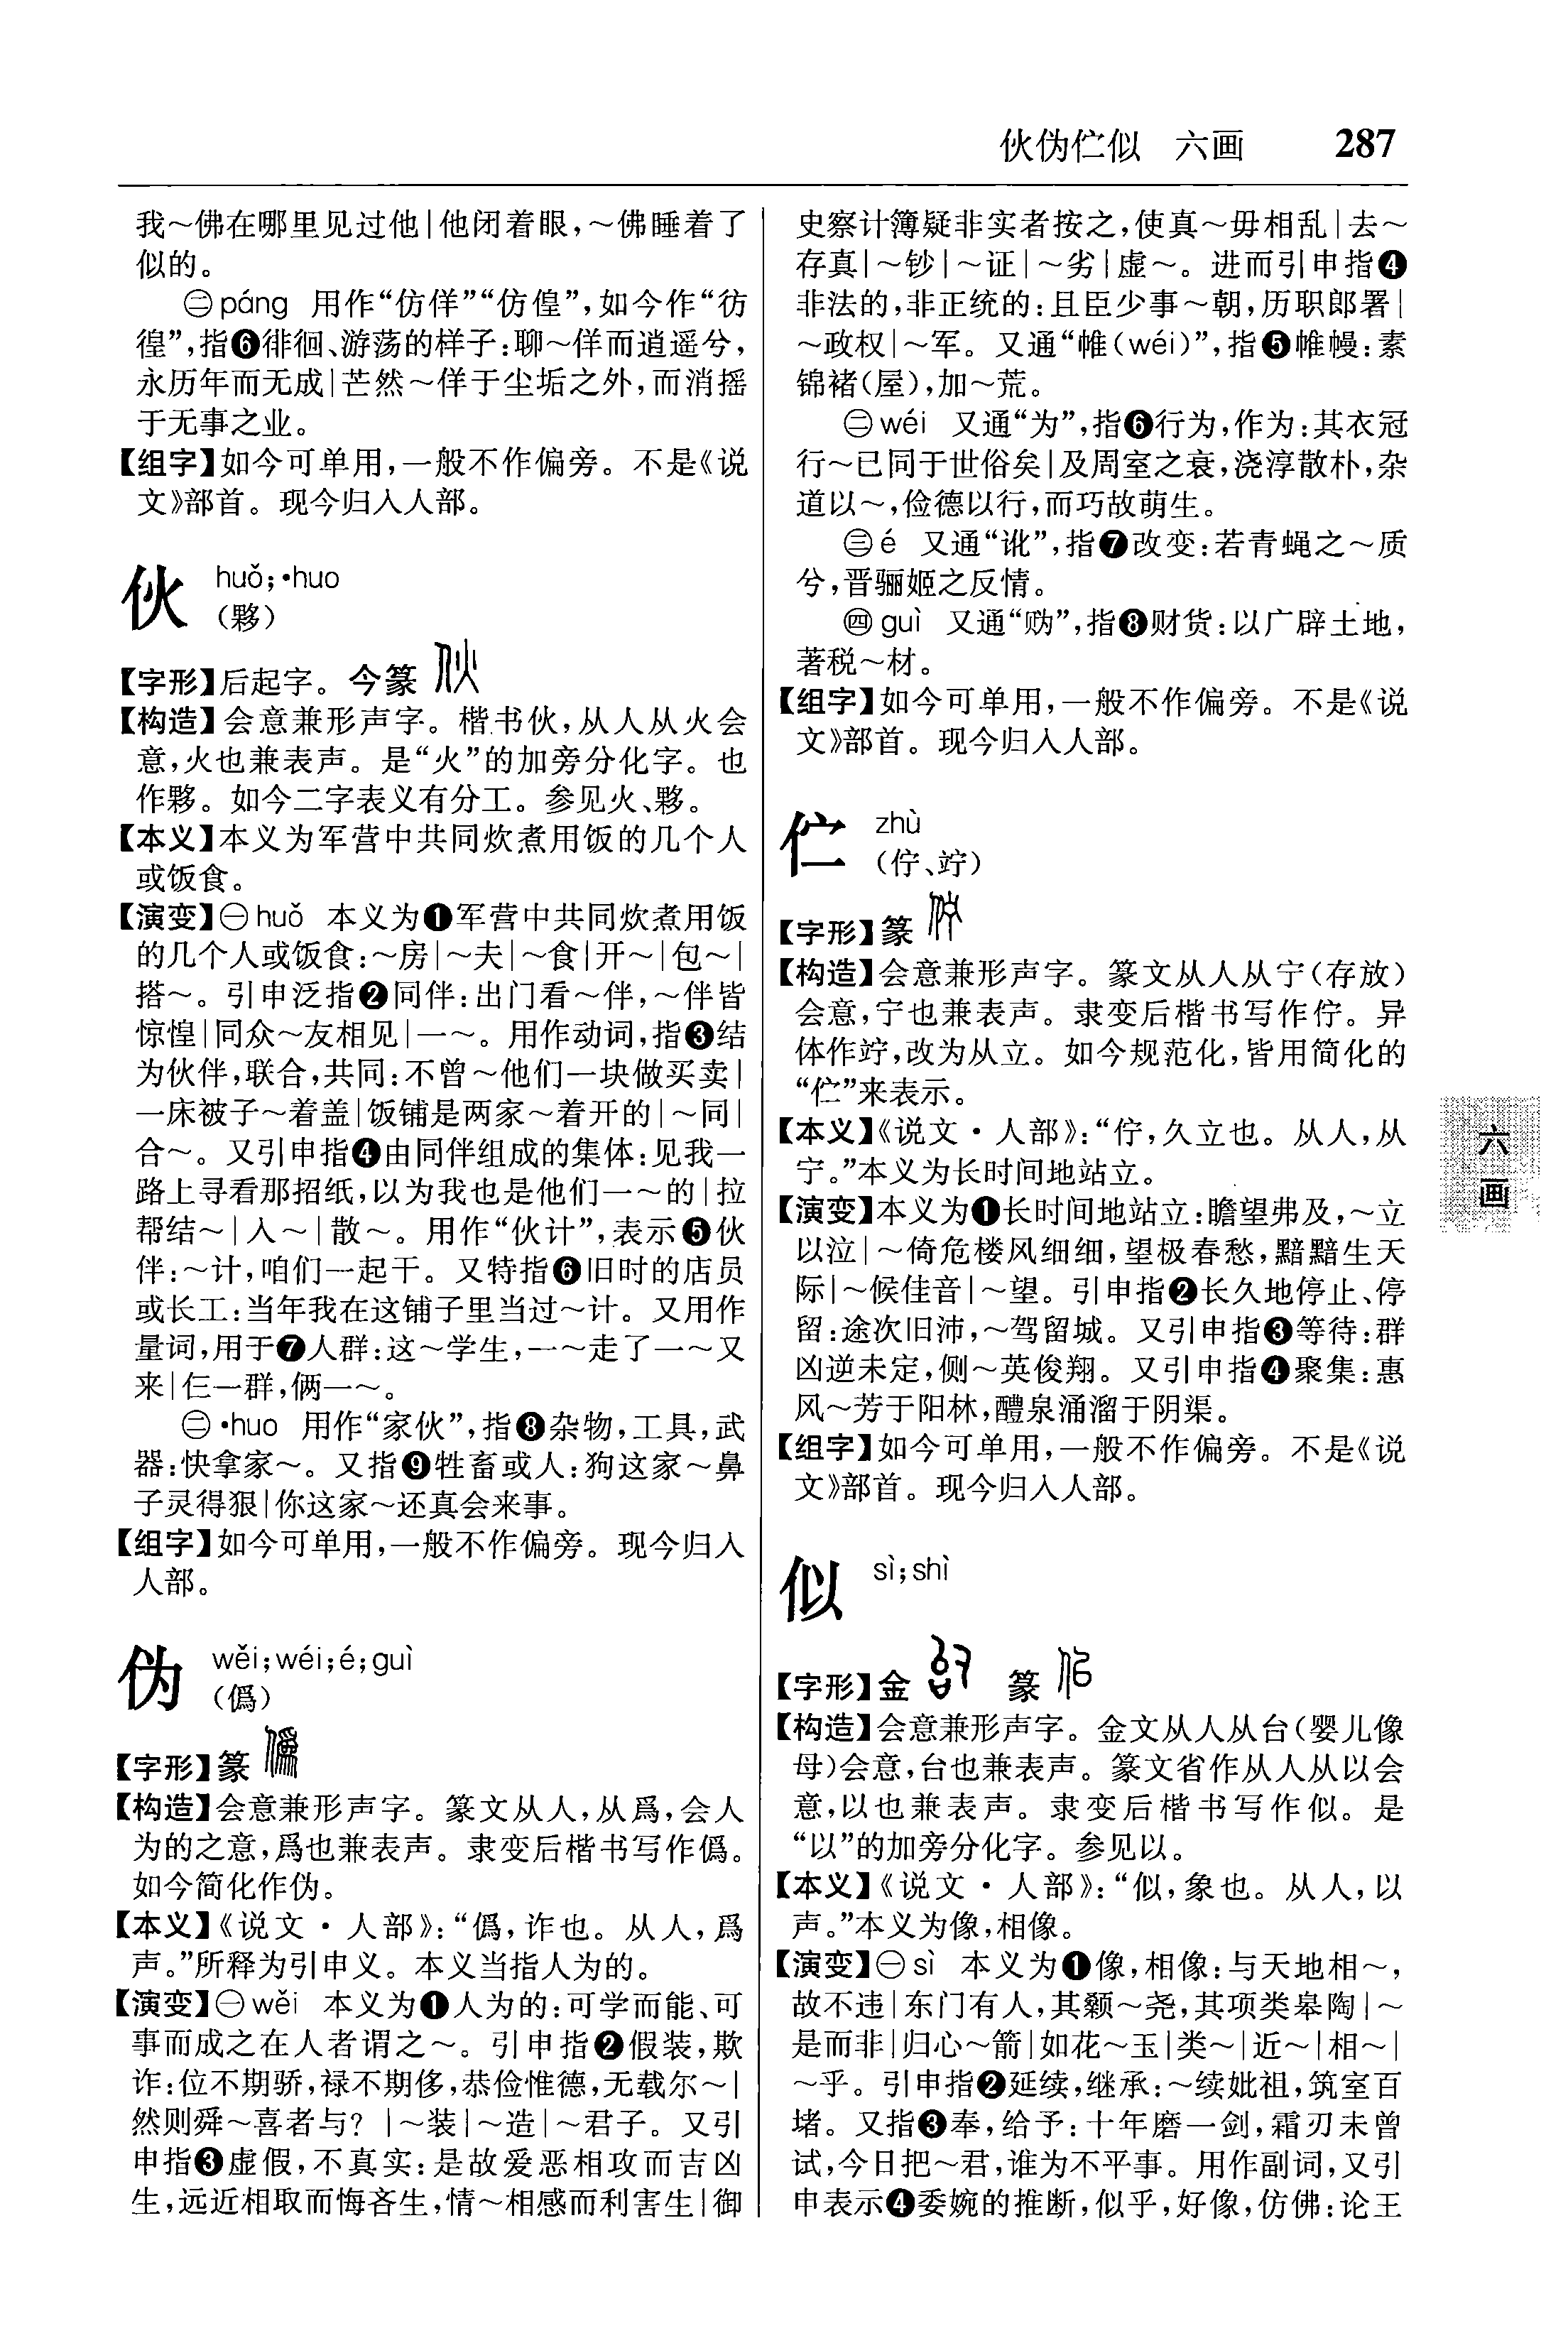 伙伪伫似　六画　287
我～佛在哪里见过他|他闭着眼,～佛睡着了
似的。
㊁páng 用作“仿佯”“仿偟”,如今作“彷
徨”,指❻徘徊、游荡的样子:聊～佯而逍遥兮,
永历年而无成|芒然～佯于尘垢之外,而消摇
于无事之业。
【组字】如今可单用,一般不作偏旁。不是《说
文》部首。现今归入人部。
伙 huǒ;·huo
(夥)
【字形】后起字。今篆
【构造】会意兼形声字。楷书伙,从人从火会
意,火也兼表声。是“火”的加旁分化字。也
作夥。如今二字表义有分工。参见火、夥。
【本义】本义为军营中共同炊煮用饭的几个人
或饭食。
【演变】㊀huǒ 本义为❶军营中共同炊煮用饭
的几个人或饭食:～房|～夫|～食|开～|包～|
搭～。引申泛指❷同伴:出门看～伴,～伴皆
惊惶|同众～友相见|一～。用作动词,指❸结
为伙伴,联合,共同:不曾～他们一块做买卖|
一床被子～着盖|饭铺是两家～着开的|～同|
合～。又引申指❹由同伴组成的集体:见我一
路上寻看那招纸,以为我也是他们一～的|拉
帮结～|入～|散～。用作“伙计”,表示❺伙
伴:～计,咱们一起干。又特指❻旧时的店员
或长工:当年我在这铺子里当过～计。又用作
量词,用于❼人群:这～学生,一～走了一～又
来|仨一群,俩一～。
㊁·huo 用作“家伙”,指❽杂物,工具,武
器:快拿家～。又指❾牲畜或人:狗这家～鼻
子灵得狠|你这家～还真会来事。
【组字】如今可单用,一般不作偏旁。现今归入
人部。
伪 wěi;wéi;é;guì
(僞)
【字形】篆
【构造】会意兼形声字。篆文从人,从爲,会人
为的之意,爲也兼表声。隶变后楷书写作僞。
如今简化作伪。
【本义】《说文·人部》:“僞,诈也。从人,爲
声。”所释为引申义。本义当指人为的。
【演变】㊀wěi 本义为❶人为的:可学而能、可
事而成之在人者谓之～。引申指❷假装,欺
诈:位不期骄,禄不期侈,恭俭惟德,无载尔～|
然则舜～喜者与?|～装|～造|～君子。又引
申指❸虚假,不真实:是故爱恶相攻而吉凶
生,远近相取而悔吝生,情～相感而利害生|御
史察计簿疑非实者按之,使真～毋相乱|去～
存真|～钞|～证|～劣|虚～。进而引申指❹
非法的,非正统的:且臣少事～朝,历职郎署|
～政权|～军。又通“帷(wéi)”,指❺帷幔:素
锦褚(屋),加～荒。
㊁wéi 又通“为”,指❻行为,作为:其衣冠
行～已同于世俗矣|及周室之衰,浇淳散朴,杂
道以～,俭德以行,而巧故萌生。
㊂é 又通“讹”,指❼改变:若青蝇之～质
兮,晋骊姬之反情。
㊃guì 又通“𧵥”,指❽财货:以广辟土地,
著税～材。
【组字】如今可单用,一般不作偏旁。不是《说
文》部首。现今归入人部。
伫 zhù
(佇、竚)
【字形】篆
【构造】会意兼形声字。篆文从人从宁(存放)
会意,宁也兼表声。隶变后楷书写作佇。异
体作竚,改为从立。如今规范化,皆用简化的
“伫”来表示。
【本义】《说文·人部》:“佇,久立也。从人,从
宁。”本义为长时间地站立。
【演变】本义为❶长时间地站立:瞻望弗及,～立
以泣|～倚危楼风细细,望极春愁,黯黯生天
际|～候佳音|～望。引申指❷长久地停止、停
留:途次旧沛,～驾留城。又引申指❸等待:群
凶逆未定,侧～英俊翔。又引申指❹聚集:惠
风～芳于阳林,醴泉涌溜于阴渠。
【组字】如今可单用,一般不作偏旁。不是《说
文》部首。现今归入人部。
似 sì;shì
【字形】金 篆
【构造】会意兼形声字。金文从人从台(婴儿像
母)会意,台也兼表声。篆文省作从人从以会
意,以也兼表声。隶变后楷书写作似。是
“以”的加旁分化字。参见以。
【本义】《说文·人部》:“似,象也。从人,以
声。”本义为像,相像。
【演变】㊀sì 本义为❶像,相像:与天地相～,
故不违|东门有人,其颡～尧,其项类皋陶|～
是而非|归心～箭|如花～玉|类～|近～|相～|
～乎。引申指❷延续,继承:～续妣祖,筑室百
堵。又指❸奉,给予:十年磨一剑,霜刃未曾
试,今日把～君,谁为不平事。用作副词,又引
申表示❹委婉的推断,似乎,好像,仿佛:论王
六画